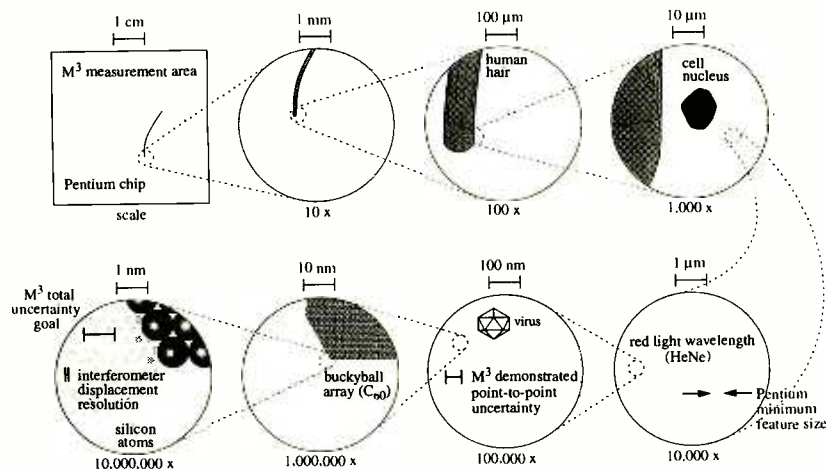 1 cm
1 mm
100 µm
10 µm
M³ measurement area
human
hair
cell
nucleus
Pentium chip
scale
10 x
100 x
1,000 x
1 nm
10 nm
100 nm
1 µm
M³ total
uncertainty
goal
virus
red light wavelength
(HeNe)
interferometer
displacement
resolution
buckyball
array (C60)
M³ demonstrated
point-to-point
uncertainty
Pentium
minimum
feature size
silicon
atoms
10,000,000 x
1,000,000 x
100,000 x
10,000 x